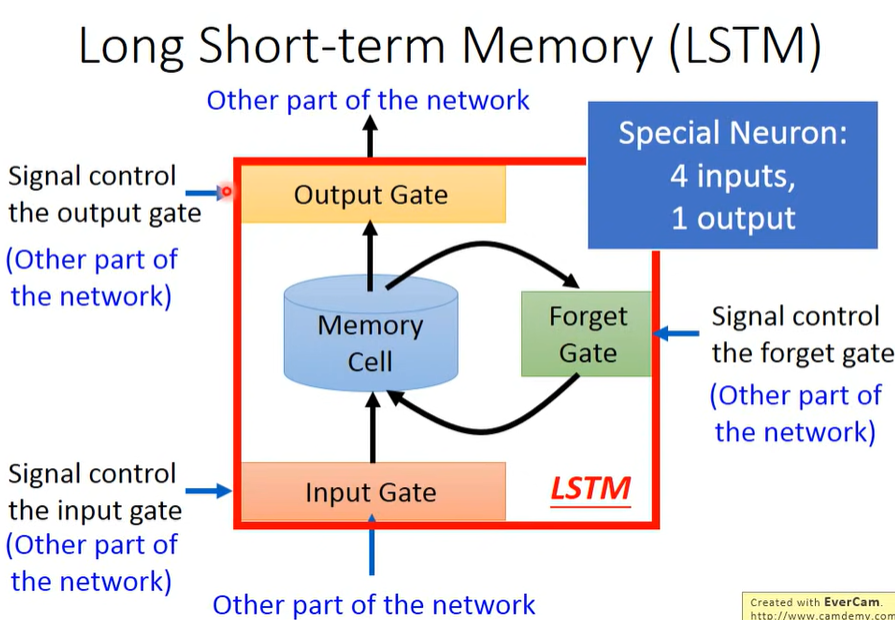 Long Short-term Memory (LSTM)
Other part of the network
Special Neuron:
4 inputs,
1 output
Signal control
the output gate
(Other part of
the network)
Output Gate
Memory
Cell
Forget
Gate
Signal control
the forget gate
(Other part of
the network)
Signal control
the input gate
(Other part of
the network)
Input Gate
LSTM
Other part of the network
Created with EverCam.
http://www.camdemy.com